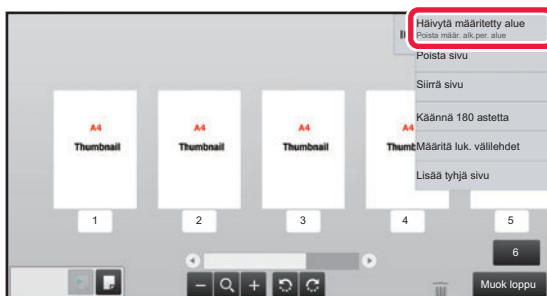 Häivytä määritetty alue
Poista määr. alk.per. alue
Poista sivu
Siirrä sivu
Käännä 180 astetta
Määritä luk. välilehdet
Lisää tyhjä sivu
A4
Thumbnail
A4
Thumbnail
A4
Thumbnail
A4
Thumb
1
2
3
4
5
6
Muok loppu